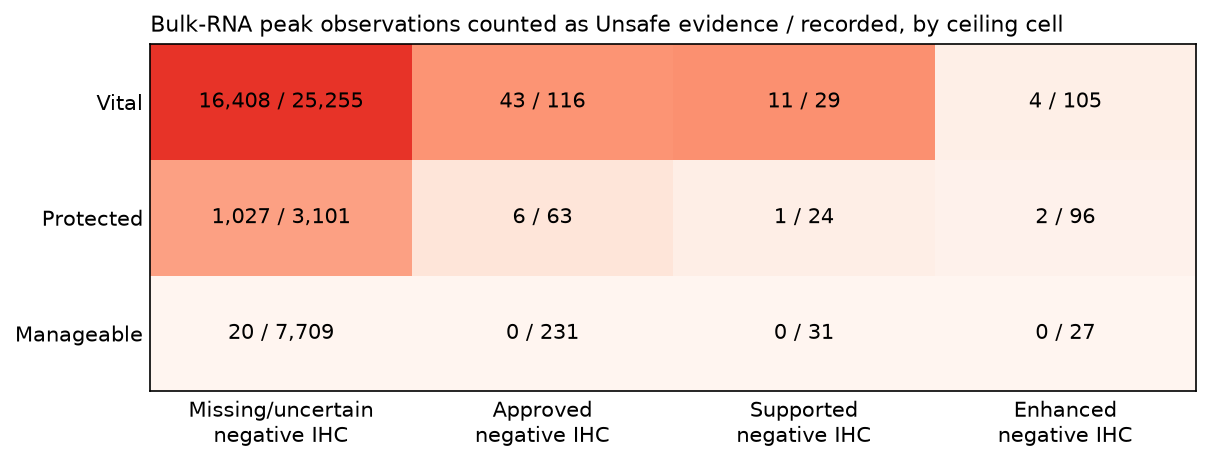 Bulk-RNA peak observations counted as Unsafe evidence / recorded, by ceiling cell
Vital
16,408 / 25,255
43 / 116
11 / 29
4 / 105
Protected
1,027 / 3,101
6 / 63
1 / 24
2 / 96
Manageable
20 / 7,709
0 / 231
0 / 31
0 / 27
Missing/uncertain
negative IHC
Approved
negative IHC
Supported
negative IHC
Enhanced
negative IHC